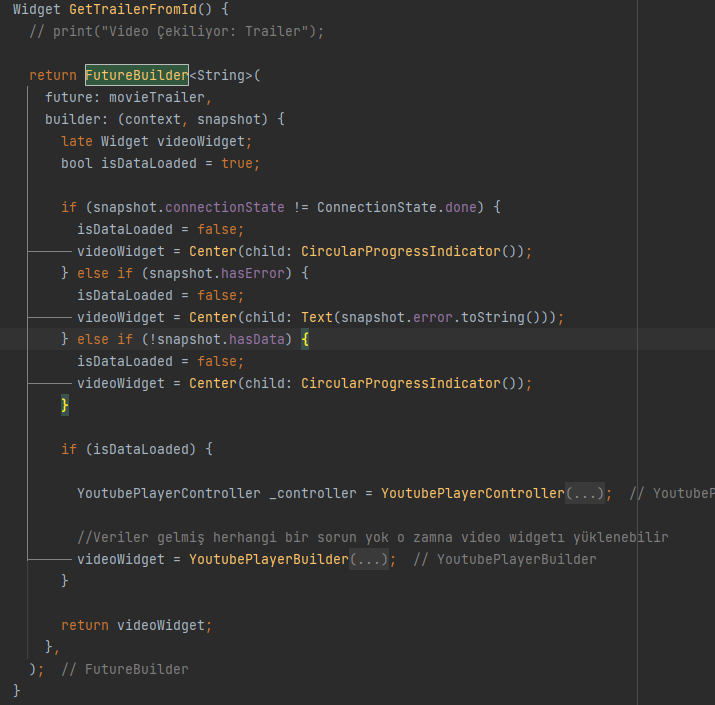 Widget GetTrailerFromId() {
// print("Video Çekiliyor: Trailer");
return FutureBuilder<String>(
future: movieTrailer,
builder: (context, snapshot) {
late Widget videoWidget;
bool isDataLoaded = true;
if (snapshot.connectionState != ConnectionState.done) {
isDataLoaded = false;
videoWidget = Center(child: CircularProgressIndicator());
} else if (snapshot.hasError) {
isDataLoaded = false;
videoWidget = Center(child: Text(snapshot.error.toString()));
} else if (!snapshot.hasData) {
isDataLoaded = false;
videoWidget = Center(child: CircularProgressIndicator());
}
if (isDataLoaded) {
YoutubePlayerController _controller = YoutubePlayerController(...); // YoutubeP
//Veriler gelmiş herhangi bir sorun yok o zamna video widgetı yüklenebilir
videoWidget = YoutubePlayerBuilder(...); // YoutubePlayerBuilder
}
return videoWidget;
},
); // FutureBuilder
}